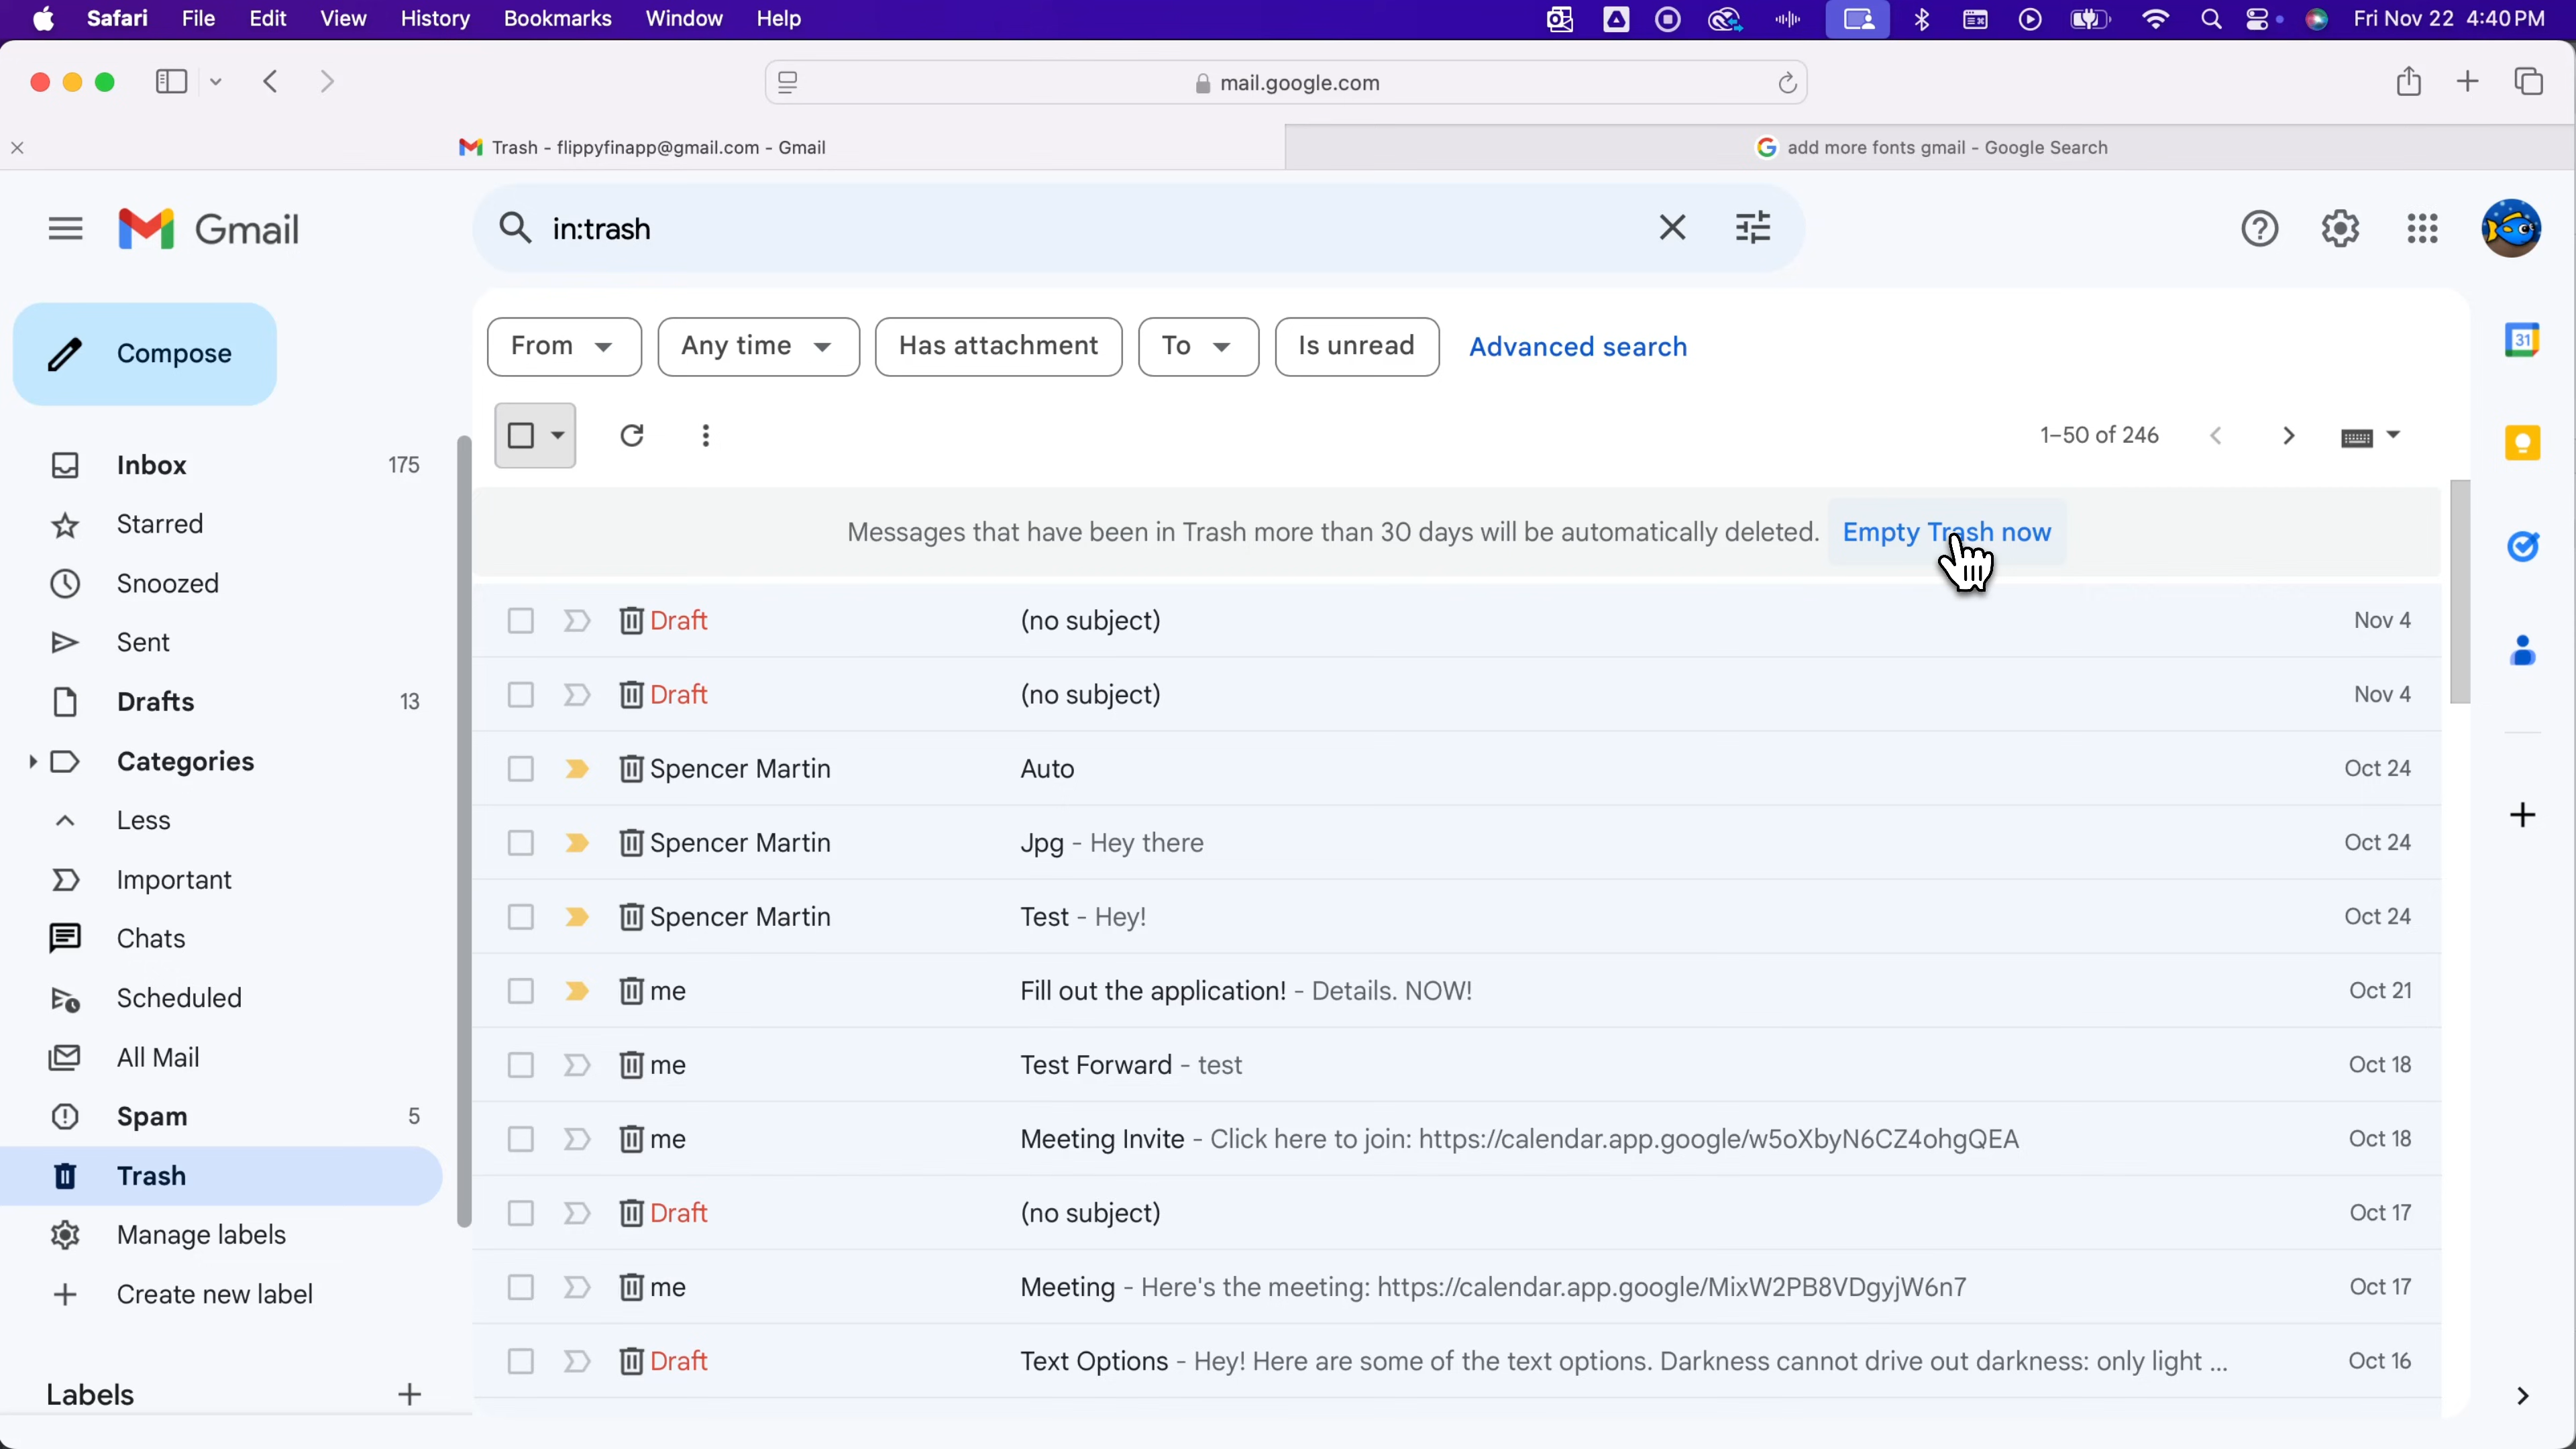 Safari File Edit View History Bookmarks Window Help Fri Nov 22 4:40 PM
mail.google.com
Trash - flippyfinapp@gmail.com - Gmail
add more fonts gmail - Google Search
Gmail
in:trash
Compose
From Any time Has attachment To Is unread Advanced search
1–50 of 246
Inbox 175
Starred
Snoozed
Sent
Drafts 13
Categories
Less
Important
Chats
Scheduled
All Mail
Spam 5
Trash
Manage labels
Create new label
Labels
Messages that have been in Trash more than 30 days will be automatically deleted. Empty Trash now
Draft (no subject) Nov 4
Draft (no subject) Nov 4
Spencer Martin Auto Oct 24
Spencer Martin Jpg - Hey there Oct 24
Spencer Martin Test - Hey! Oct 24
me Fill out the application! - Details. NOW! Oct 21
me Test Forward - test Oct 18
me Meeting Invite - Click here to join: https://calendar.app.google/w5oXbyN6CZ4ohgQEA Oct 18
Draft (no subject) Oct 17
me Meeting - Here's the meeting: https://calendar.app.google/MixW2PB8VDgyjW6n7 Oct 17
Draft Text Options - Hey! Here are some of the text options. Darkness cannot drive out darkness: only light ... Oct 16
31